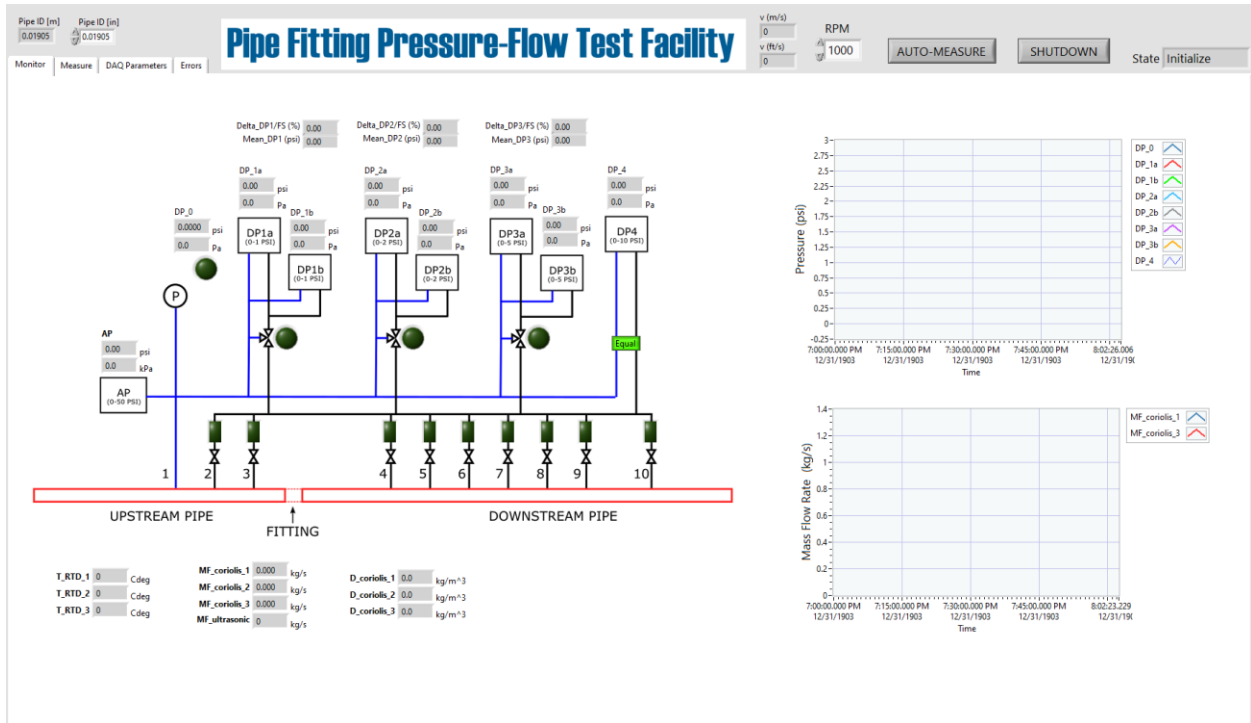 Pipe ID [m]
0.01905
Pipe ID [in]
0.01905
Pipe Fitting Pressure-Flow Test Facility
v (m/s)
0
v (ft/s)
0
RPM
1000
AUTO-MEASURE
SHUTDOWN
State Initialize
Monitor Measure DAQ Parameters Errors
Delta_DP1/FS (%) 0.00
Mean_DP1 (psi) 0.00
Delta_DP2/FS (%) 0.00
Mean_DP2 (psi) 0.00
Delta_DP3/FS (%) 0.00
Mean_DP3 (psi) 0.00
DP_0
0.0000 psi
0.0 Pa
DP_1a
0.00 psi
0.0 Pa
DP1a
(0-1 PSI)
DP_1b
0.00 psi
0.0 Pa
DP1b
(0-1 PSI)
DP_2a
0.00 psi
0.0 Pa
DP2a
(0-2 PSI)
DP_2b
0.00 psi
0.0 Pa
DP2b
(0-2 PSI)
DP_3a
0.00 psi
0.0 Pa
DP3a
(0-5 PSI)
DP_3b
0.00 psi
0.0 Pa
DP3b
(0-5 PSI)
DP_4
0.00 psi
0.0 Pa
DP4
(0-10 PSI)
P
Equal
AP
0.00 psi
0.0 kPa
AP
(0-50 PSI)
1 2 3 4 5 6 7 8 9 10
UPSTREAM PIPE
FITTING
DOWNSTREAM PIPE
T_RTD_1 0 Cdeg
T_RTD_2 0 Cdeg
T_RTD_3 0 Cdeg
MF_coriolis_1 0.000 kg/s
MF_coriolis_2 0.000 kg/s
MF_coriolis_3 0.000 kg/s
MF_ultrasonic 0 kg/s
D_coriolis_1 0.0 kg/m^3
D_coriolis_2 0.0 kg/m^3
D_coriolis_3 0.0 kg/m^3
Pressure (psi)
3
2.75
2.5
2.25
2
1.75
1.5
1.25
1
0.75
0.5
0.25
0
-0.25
7:00:00.000 PM 7:15:00.000 PM 7:30:00.000 PM 7:45:00.000 PM 8:02:26.006
12/31/1903 12/31/1903 12/31/1903 12/31/1903 12/31/190
Time
DP_0
DP_1a
DP_1b
DP_2a
DP_2b
DP_3a
DP_3b
DP_4
Mass Flow Rate (kg/s)
1.4
1.2
1
0.8
0.6
0.4
0.2
0
7:00:00.000 PM 7:15:00.000 PM 7:30:00.000 PM 7:45:00.000 PM 8:02:23.229
12/31/1903 12/31/1903 12/31/1903 12/31/1903 12/31/190
Time
MF_coriolis_1
MF_coriolis_3